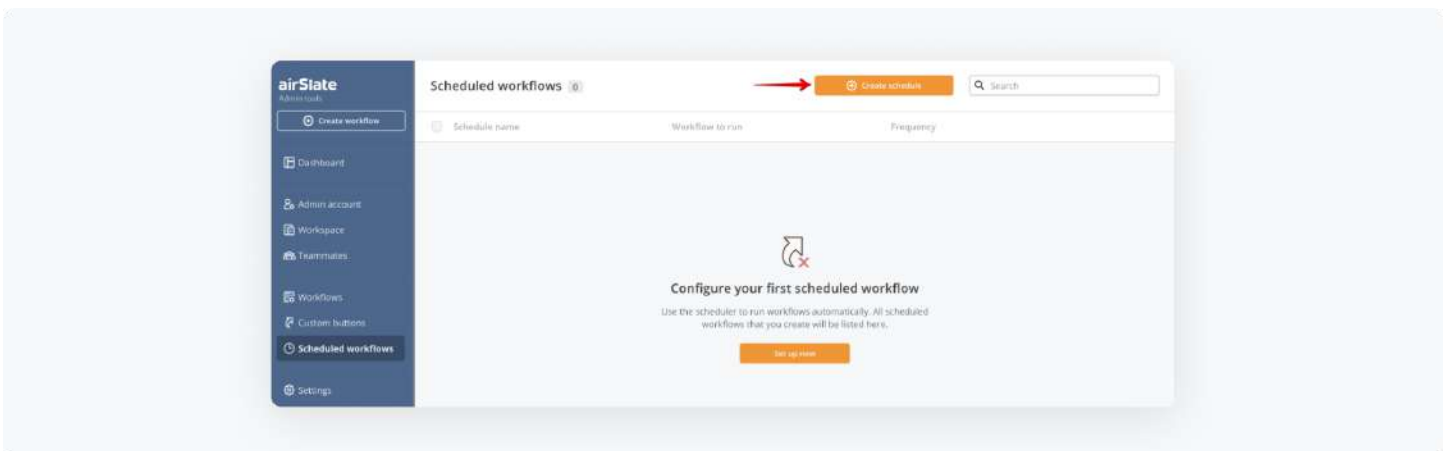 airSlate
Admin tools
Create workflow
Dashboard
Admin account
Workspace
Teammates
Workflows
Custom buttons
Scheduled workflows
Settings
Scheduled workflows 0
Create schedule
Search
Schedule name
Workflow to run
Frequency
Configure your first scheduled workflow
Use the scheduler to run workflows automatically. All scheduled
workflows that you create will be listed here.
Set up now